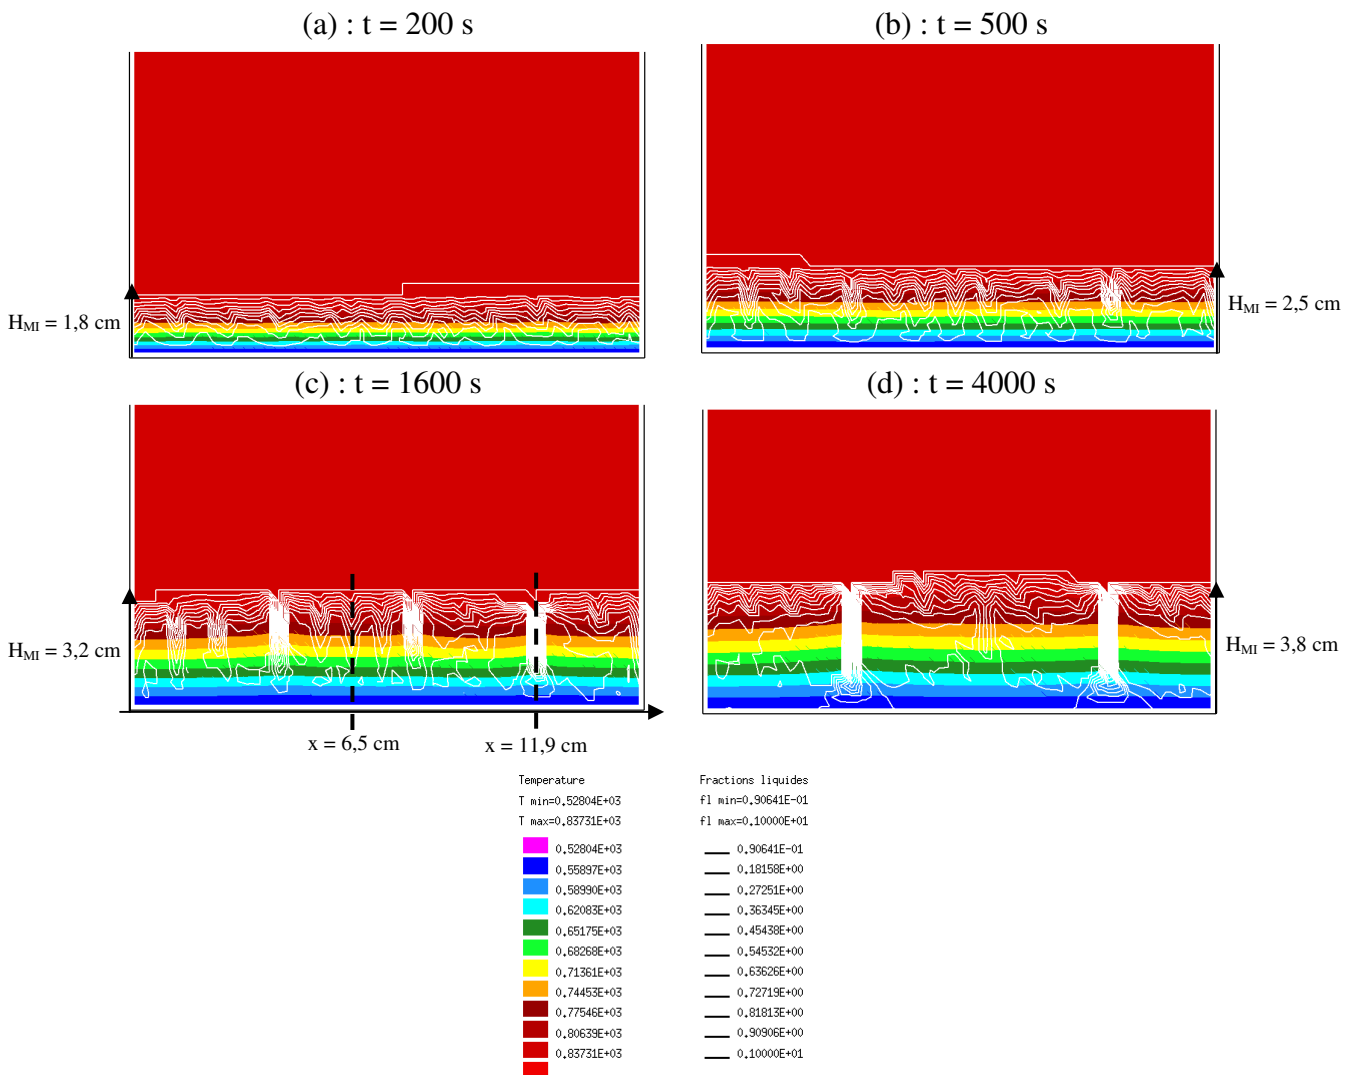 (a) : t = 200 s
(b) : t = 500 s
H_MI = 1,8 cm
H_MI = 2,5 cm
(c) : t = 1600 s
(d) : t = 4000 s
H_MI = 3,2 cm
H_MI = 3,8 cm
x = 6,5 cm
x = 11,9 cm
Temperature
T min=0.52804E+03
T max=0.83731E+03
0.52804E+03
0.55897E+03
0.58990E+03
0.62083E+03
0.65175E+03
0.68268E+03
0.71361E+03
0.74453E+03
0.77546E+03
0.80639E+03
0.83731E+03
Fractions liquides
fl min=0.90641E-01
fl max=0.10000E+01
0.90641E-01
0.18158E+00
0.27251E+00
0.36345E+00
0.45438E+00
0.54532E+00
0.63626E+00
0.72719E+00
0.81813E+00
0.90906E+00
0.10000E+01